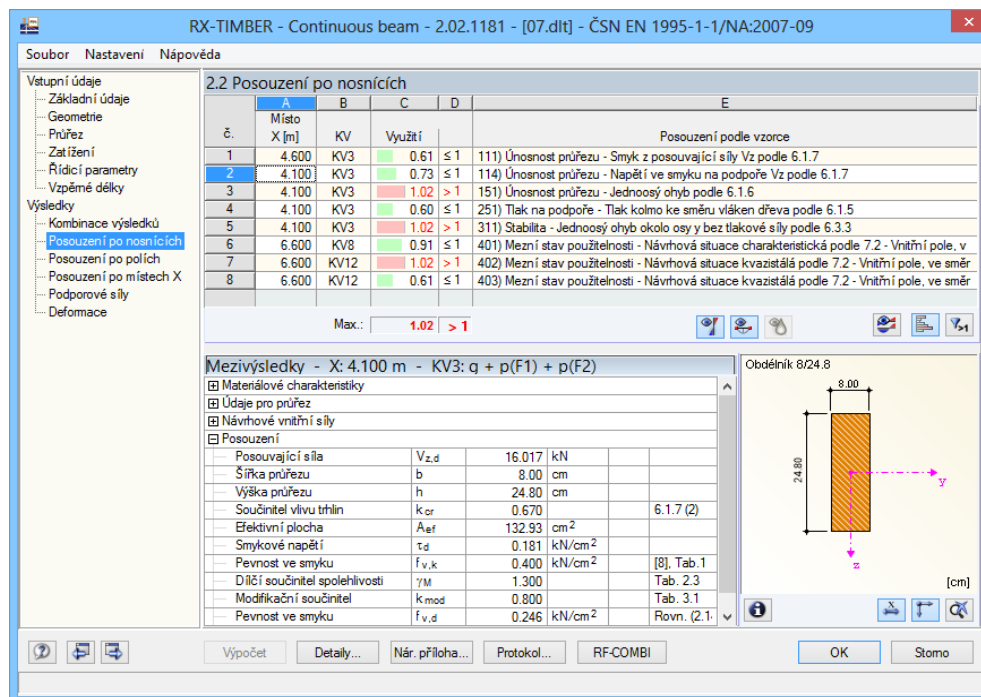 RX-TIMBER - Continuous beam - 2.02.1181 - [07.dlt] - ČSN EN 1995-1-1/NA:2007-09
Soubor Nastavení Nápověda
Vstupní údaje
Základní údaje
Geometrie
Průřez
Zatížení
Řídicí parametry
Vzpěrné délky
Výsledky
Kombinace výsledků
Posouzení po nosnících
Posouzení po polích
Posouzení po místech X
Podporové síly
Deformace
2.2 Posouzení po nosnících
A B C D E
Místo
č. X [m] KV Využití Posouzení podle vzorce
1 4.600 KV3 0.61 ≤ 1 111) Únosnost průřezu - Smyk z posouvající síly Vz podle 6.1.7
2 4.100 KV3 0.73 ≤ 1 114) Únosnost průřezu - Napětí ve smyku na podpoře Vz podle 6.1.7
3 4.100 KV3 1.02 > 1 151) Únosnost průřezu - Jednoosý ohyb podle 6.1.6
4 4.100 KV3 0.60 ≤ 1 251) Tlak na podpoře - Tlak kolmo ke směru vláken dřeva podle 6.1.5
5 4.100 KV3 1.02 > 1 311) Stabilita - Jednoosý ohyb okolo osy y bez tlakové síly podle 6.3.3
6 6.600 KV8 0.91 ≤ 1 401) Mezní stav použitelnosti - Návrhová situace charakteristická podle 7.2 - Vnitřní pole, v
7 6.600 KV12 1.02 > 1 402) Mezní stav použitelnosti - Návrhová situace kvazistálá podle 7.2 - Vnitřní pole, ve směr
8 6.600 KV12 0.61 ≤ 1 403) Mezní stav použitelnosti - Návrhová situace kvazistálá podle 7.2 - Vnitřní pole, ve směr
Max.: 1.02 > 1
>1
Mezivýsledky - X: 4.100 m - KV3: g + p(F1) + p(F2)
Materiálové charakteristiky
Údaje pro průřez
Návrhové vnitřní síly
Posouzení
Posouvající síla Vz,d 16.017 kN
Šířka průřezu b 8.00 cm
Výška průřezu h 24.80 cm
Součinitel vlivu trhlin kcr 0.670 6.1.7 (2)
Efektivní plocha Aef 132.93 cm²
Smykové napětí τd 0.181 kN/cm²
Pevnost ve smyku fv,k 0.400 kN/cm² [8], Tab.1
Dílčí součinitel spolehlivosti γM 1.300 Tab. 2.3
Modifikační součinitel kmod 0.800 Tab. 3.1
Pevnost ve smyku fv,d 0.246 kN/cm² Rovn. (2.1
Obdélník 8/24.8
8.00
24.80
y
z
[cm]
Výpočet Detaily... Nár. příloha... Protokol... RF-COMBI OK Storno